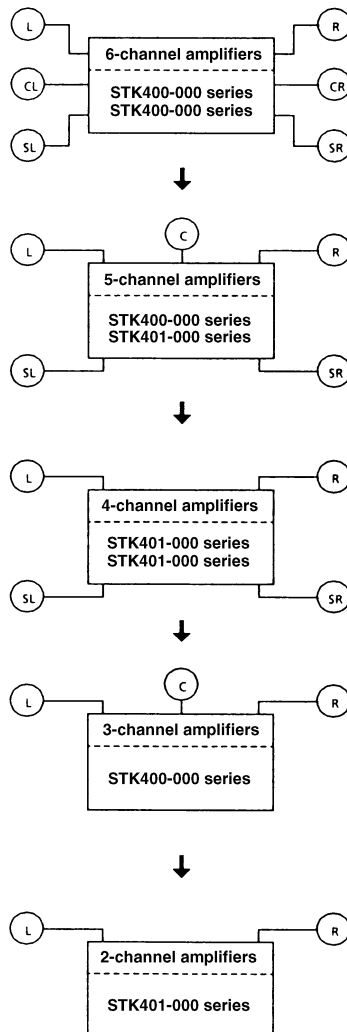 L
R
6-channel amplifiers
CL
CR
STK400-000 series
STK400-000 series
SL
SR
C
L
R
5-channel amplifiers
STK400-000 series
STK401-000 series
SL
SR
L
R
4-channel amplifiers
STK401-000 series
STK401-000 series
SL
SR
C
L
R
3-channel amplifiers
STK400-000 series
L
R
2-channel amplifiers
STK401-000 series